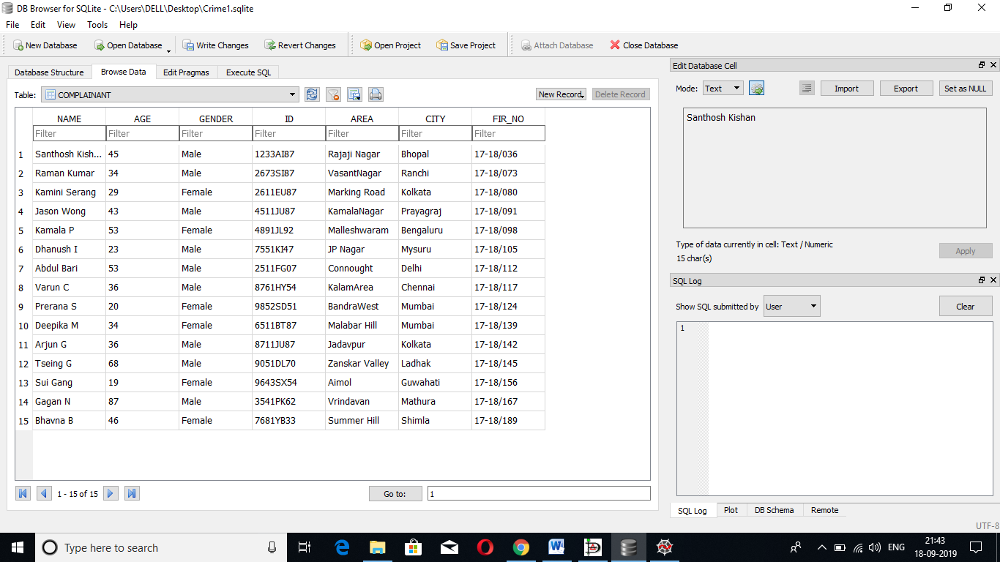 DB Browser for SQLite - C:\Users\DELL\Desktop\Crime1.sqlite
File Edit View Tools Help
New Database Open Database Write Changes Revert Changes Open Project Save Project Attach Database Close Database
Database Structure Browse Data Edit Pragmas Execute SQL
Table: COMPLAINANT New Record Delete Record
NAME AGE GENDER ID AREA CITY FIR_NO
Filter Filter Filter Filter Filter Filter Filter
1 Santhosh Kish... 45 Male 1233AI87 Rajaji Nagar Bhopal 17-18/036
2 Raman Kumar 34 Male 2673SI87 VasantNagar Ranchi 17-18/073
3 Kamini Serang 29 Female 2611EU87 Marking Road Kolkata 17-18/080
4 Jason Wong 43 Male 4511JU87 KamalaNagar Prayagraj 17-18/091
5 Kamala P 53 Female 4891JL92 Malleshwaram Bengaluru 17-18/098
6 Dhanush I 23 Male 7551KI47 JP Nagar Mysuru 17-18/105
7 Abdul Bari 53 Male 2511FG07 Connought Delhi 17-18/112
8 Varun C 36 Male 8761HY54 KalamArea Chennai 17-18/117
9 Prerana S 20 Female 9852SD51 BandraWest Mumbai 17-18/124
10 Deepika M 34 Female 6511BT87 Malabar Hill Mumbai 17-18/139
11 Arjun G 36 Male 8711JU87 Jadavpur Kolkata 17-18/142
12 Tseing G 68 Male 9051DL70 Zanskar Valley Ladhak 17-18/145
13 Sui Gang 19 Female 9643SX54 Aimol Guwahati 17-18/156
14 Gagan N 87 Male 3541PK62 Vrindavan Mathura 17-18/167
15 Bhavna B 46 Female 7681YB33 Summer Hill Shimla 17-18/189
1 - 15 of 15 Go to: 1
Edit Database Cell
Mode: Text Import Export Set as NULL
Santhosh Kishan
Type of data currently in cell: Text / Numeric
15 char(s)
Apply
SQL Log
Show SQL submitted by User Clear
1
SQL Log Plot DB Schema Remote
UTF-8
Type here to search
ENG
21:43
18-09-2019